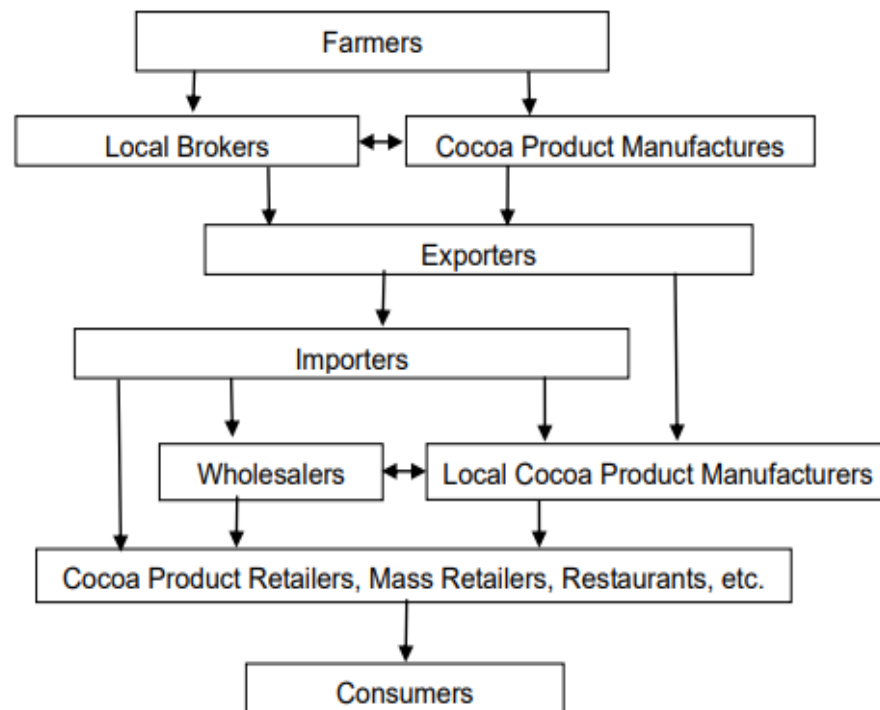 Farmers
Local Brokers
Cocoa Product Manufactures
Exporters
Importers
Wholesalers
Local Cocoa Product Manufacturers
Cocoa Product Retailers, Mass Retailers, Restaurants, etc.
Consumers